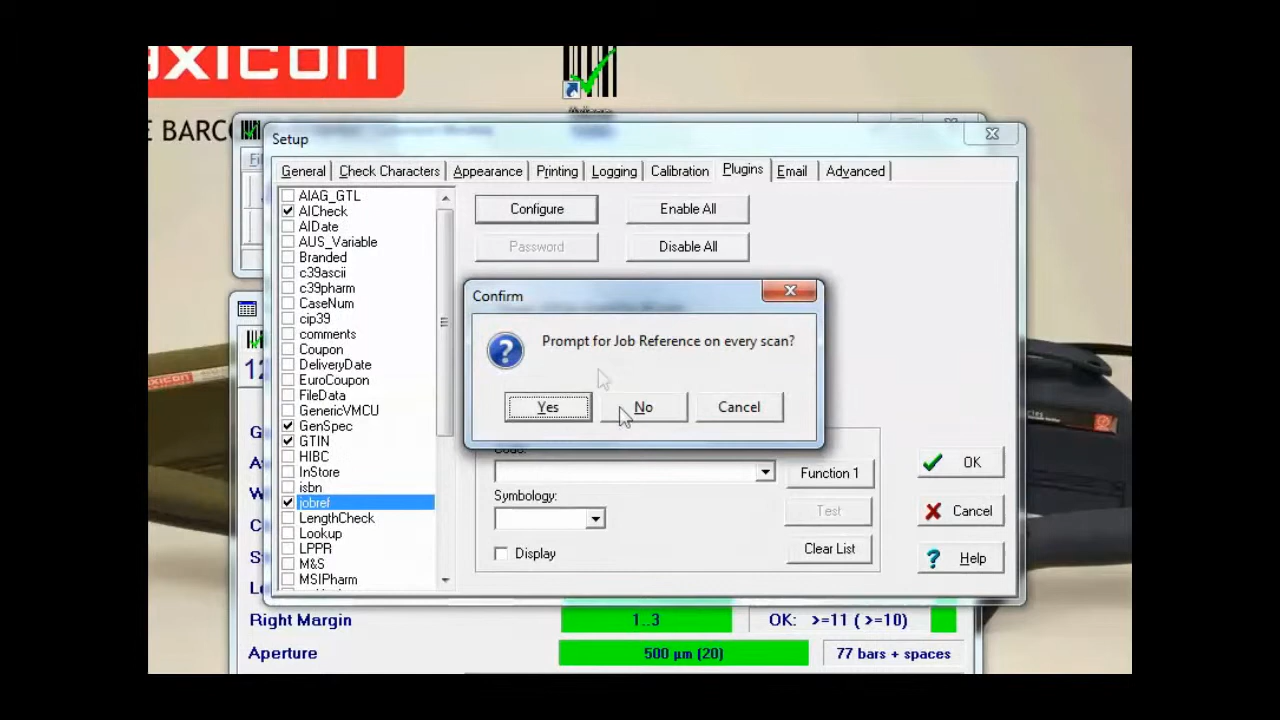 axicon
E BARCO
Setup
General
Check Characters
Appearance
Printing
Logging
Calibration
Plugins
Email
Advanced
AIAG_GTL
AICheck
AIDate
AUS_Variable
Branded
c39ascii
c39pharm
CaseNum
cip39
comments
Coupon
DeliveryDate
EuroCoupon
FileData
GenericVMCU
GenSpec
GTIN
HIBC
InStore
isbn
jobref
LengthCheck
Lookup
LPPR
M&S
MSIPharm
Configure
Enable All
Password
Disable All
Confirm
Prompt for Job Reference on every scan?
Yes
No
Cancel
Code:
Function 1
Symbology:
Test
Display
Clear List
OK
Cancel
Help
Right Margin
1..3
OK: >=11 ( >=10)
Aperture
500 µm (20)
77 bars + spaces